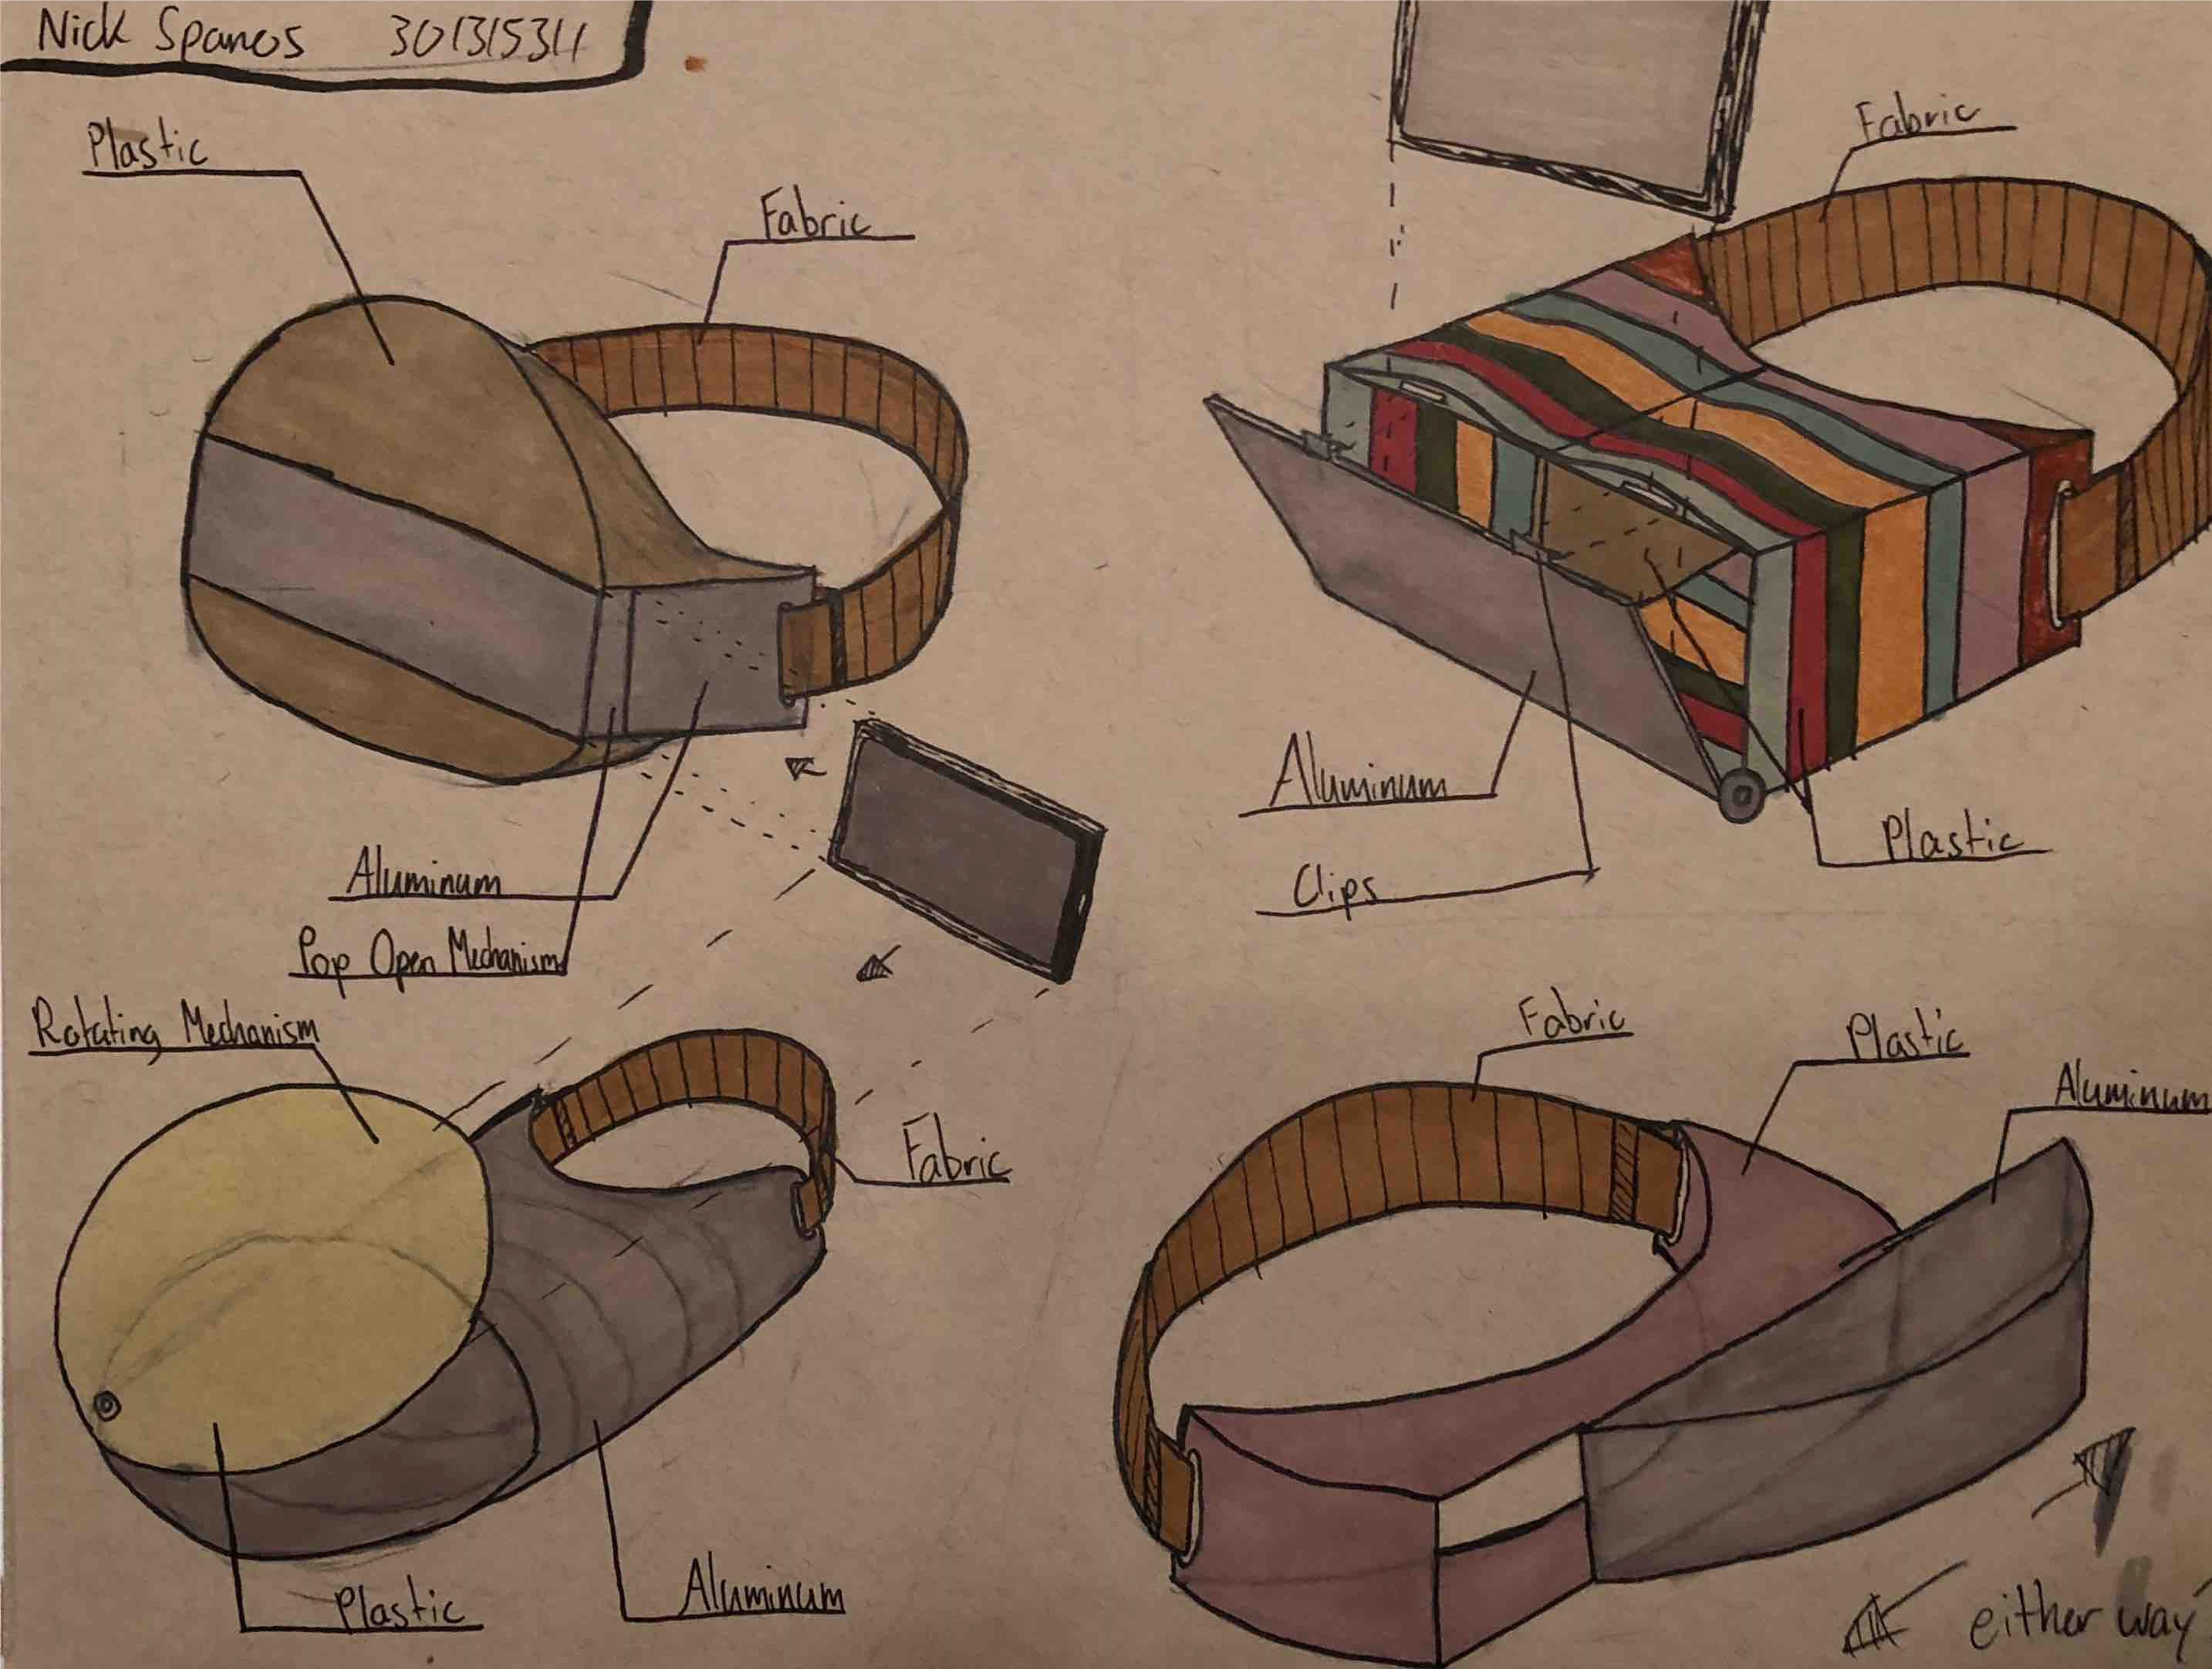 Nick Spanos 301315311
Plastic
Fabric
Aluminum
Pop Open Mechanism
Fabric
Aluminum
Clips
Plastic
Rotating Mechanism
Fabric
Plastic
Aluminum
Fabric
Plastic
Aluminum
either way